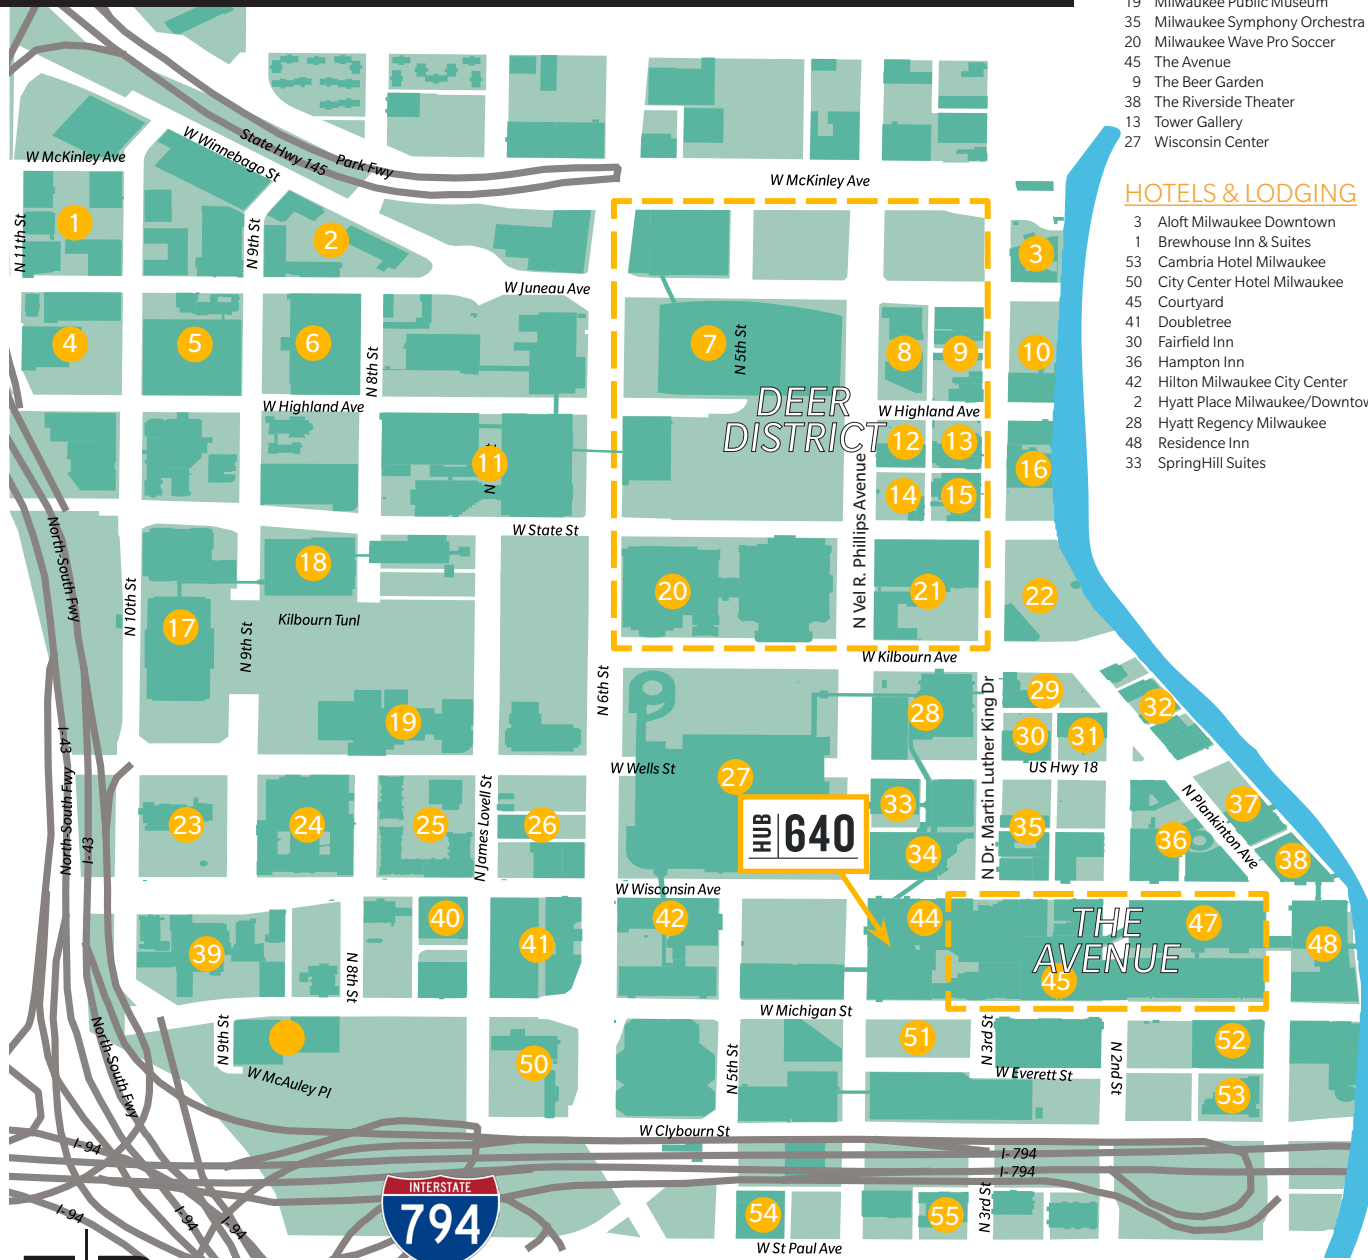 19 Milwaukee Public Museum
35 Milwaukee Symphony Orchestra
20 Milwaukee Wave Pro Soccer
45 The Avenue
9 The Beer Garden
38 The Riverside Theater
13 Tower Gallery
27 Wisconsin Center
HOTELS & LODGING
3 Aloft Milwaukee Downtown
1 Brewhouse Inn & Suites
53 Cambria Hotel Milwaukee
50 City Center Hotel Milwaukee
45 Courtyard
41 Doubletree
30 Fairfield Inn
36 Hampton Inn
42 Hilton Milwaukee City Center
2 Hyatt Place Milwaukee/Downtow
28 Hyatt Regency Milwaukee
48 Residence Inn
33 SpringHill Suites
W McKinley Ave
W Winnebago St
State Hwy 145
Park Fwy
W McKinley Ave
N 11th St
1
N 9th St
2
3
W Juneau Ave
4
5
6
N 8th St
7
N 5th St
8
9
10
DEER
DISTRICT
W Highland Ave
W Highland Ave
11
N
12
13
14
15
16
N Vel R. Phillips Avenue
W State St
North-South Fwy
N 10th St
17
18
Kilbourn Tunl
N 9th St
20
21
22
W Kilbourn Ave
N 6th St
19
28
N Dr. Martin Luther King Dr
29
30
31
32
US Hwy 18
I-43
North-South Fwy
I-43
W Wells St
27
23
24
25
N James Lovell St
26
HUB
640
33
34
35
36
N Plankinton Ave
37
38
W Wisconsin Ave
39
N 8th St
40
41
42
44
THE
AVENUE
45
47
48
W Michigan St
North-South Fwy
N 9th St
W McAuley Pl
50
N 5th St
51
N 3rd St
W Everett St
N 2nd St
52
53
W Clybourn St
I-94
I-794
I-794
I-94
I-94
I-94
INTERSTATE
794
54
55
N 3rd St
W St Paul Ave